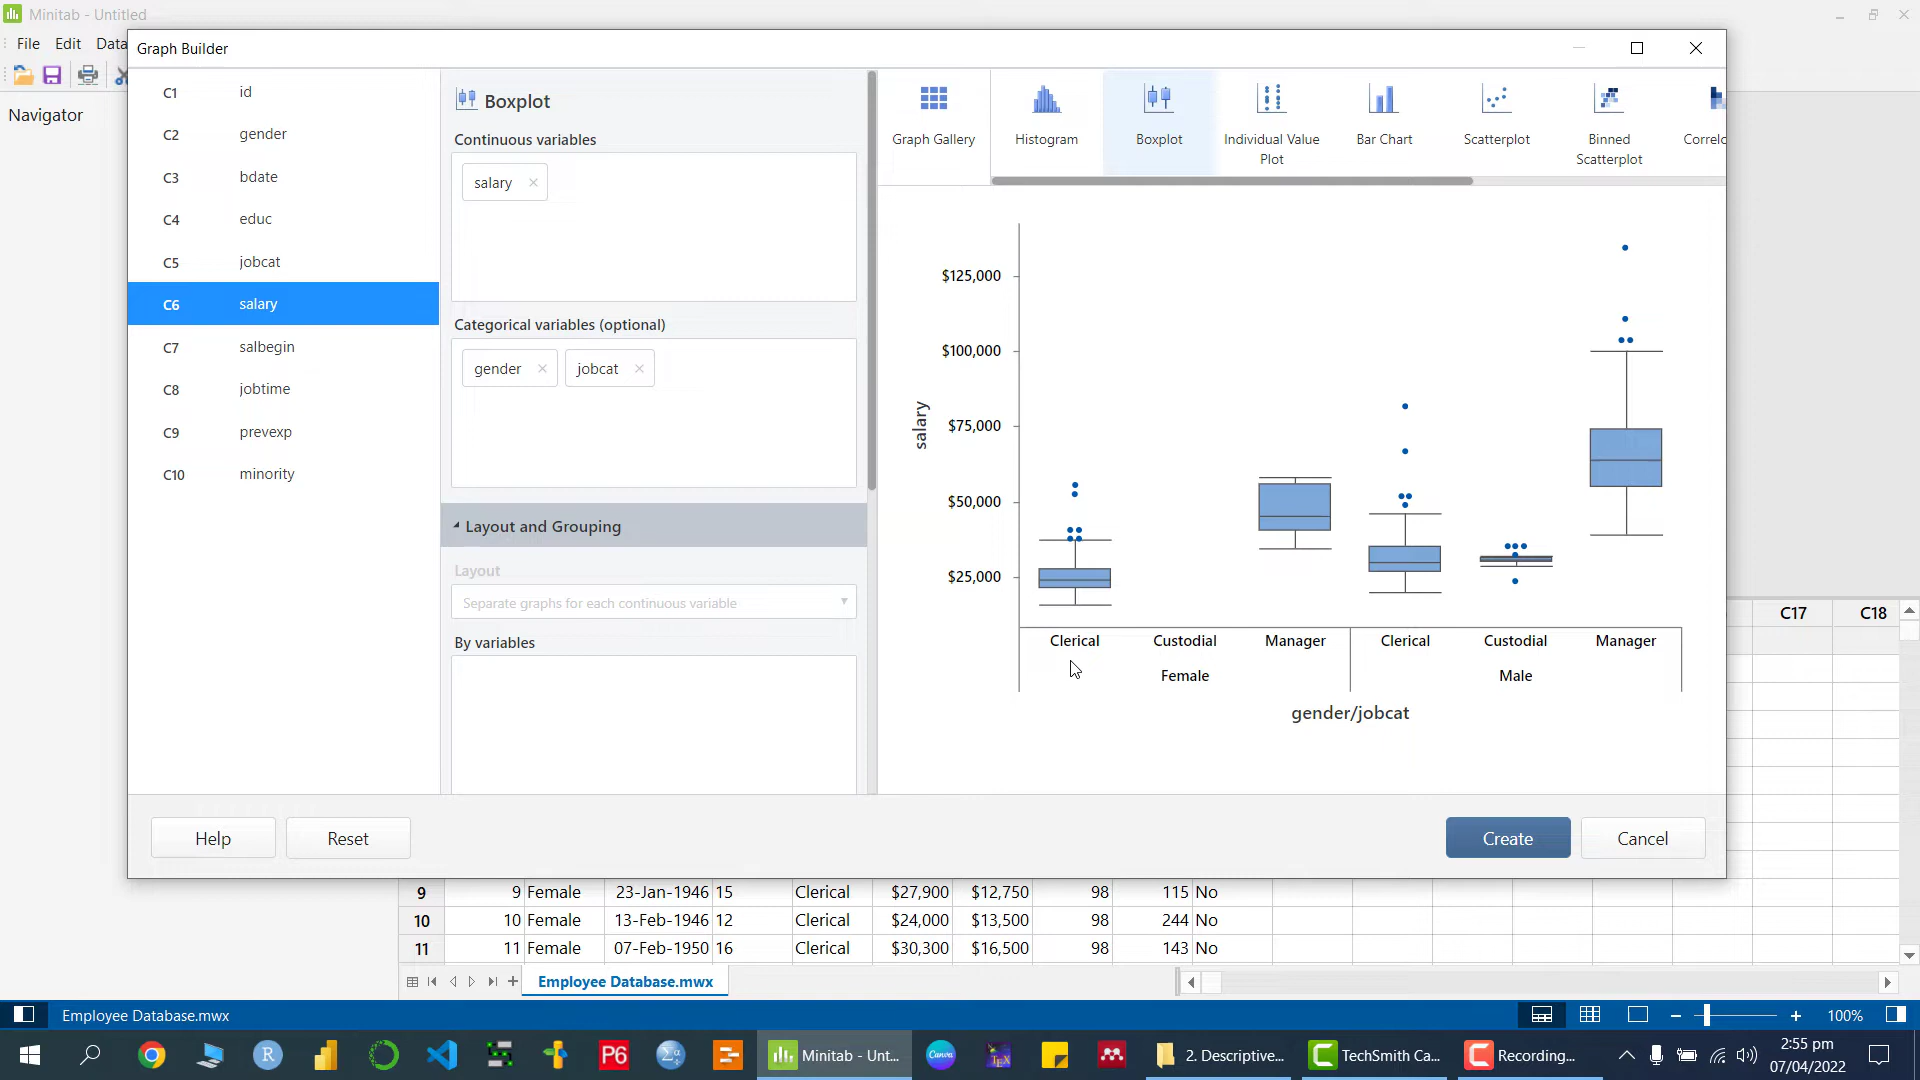 Minitab - Untitled
File Edit Data
Graph Builder
Navigator
C1 id
C2 gender
C3 bdate
C4 educ
C5 jobcat
C6 salary
C7 salbegin
C8 jobtime
C9 prevexp
C10 minority
Boxplot
Continuous variables
salary ×
Categorical variables (optional)
gender × jobcat ×
Layout and Grouping
Layout
Separate graphs for each continuous variable
By variables
Graph Gallery
Histogram
Boxplot
Individual Value
Plot
Bar Chart
Scatterplot
Binned
Scatterplot
Correlo
$125,000
$100,000
$75,000
$50,000
$25,000
salary
Clerical Custodial Manager Clerical Custodial Manager
Female Male
gender/jobcat
Help Reset Create Cancel
C17 C18
9 9 Female 23-Jan-1946 15 Clerical $27,900 $12,750 98 115 No
10 10 Female 13-Feb-1946 12 Clerical $24,000 $13,500 98 244 No
11 11 Female 07-Feb-1950 16 Clerical $30,300 $16,500 98 143 No
Employee Database.mwx
Employee Database.mwx
100%
R
P6
Σα
Canva
TEX
Minitab - Unt...
2. Descriptive...
TechSmith Ca...
Recording...
2:55 pm
07/04/2022